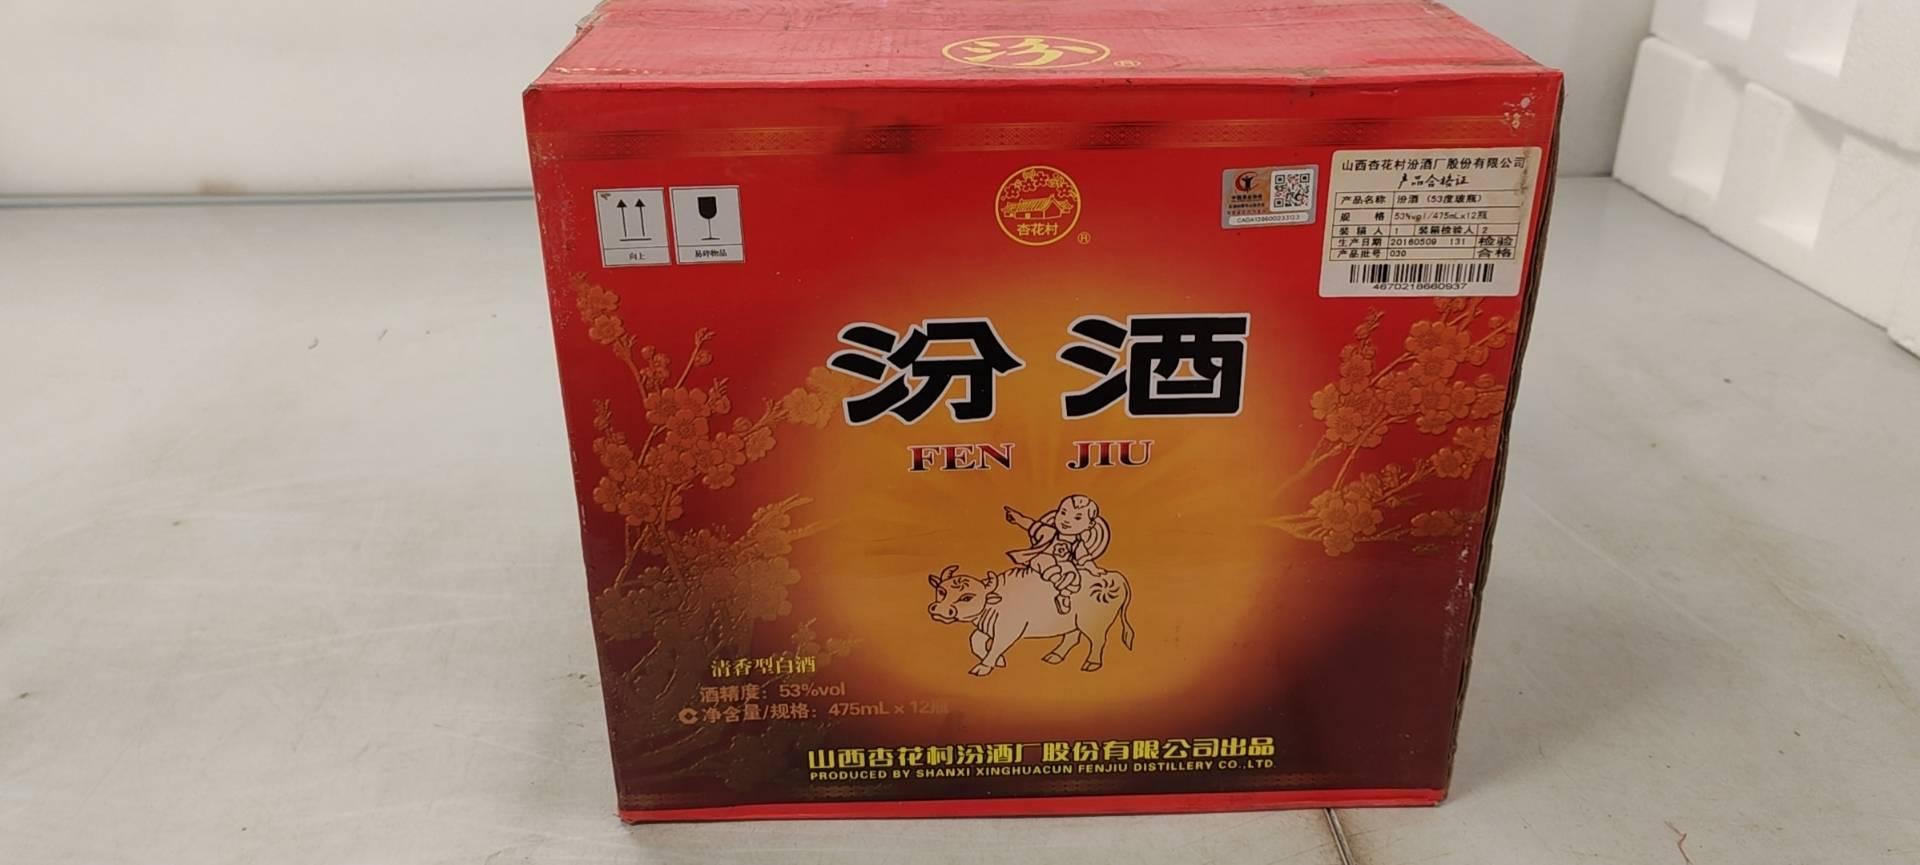 汾
山西杏花村汾酒厂股份有限公司
产品合格证
产品名称 汾酒（53度玻瓶）
规格 53%vol/475mLx12瓶
装箱人 1 装箱检验人 2
生产日期 20160509 131 检验
产品批号 030 合格
4670218660937
向上
易碎物品
杏花村
汾酒
FEN JIU
清香型白酒
酒精度：53%vol
净含量/规格：475mL x 12瓶
山西杏花村汾酒厂股份有限公司出品
PRODUCED BY SHANXI XINGHUACUN FENJIU DISTILLERY CO.,LTD.